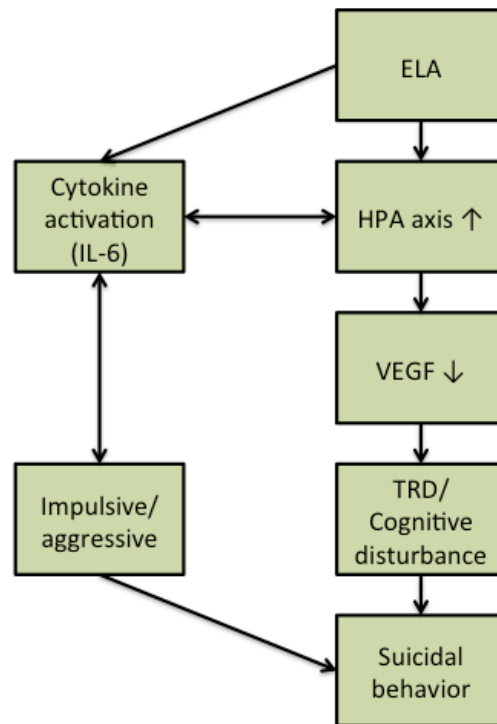 ELA
Cytokine
activation
(IL-6)
HPA axis ↑
VEGF ↓
Impulsive/
aggressive
TRD/
Cognitive
disturbance
Suicidal
behavior